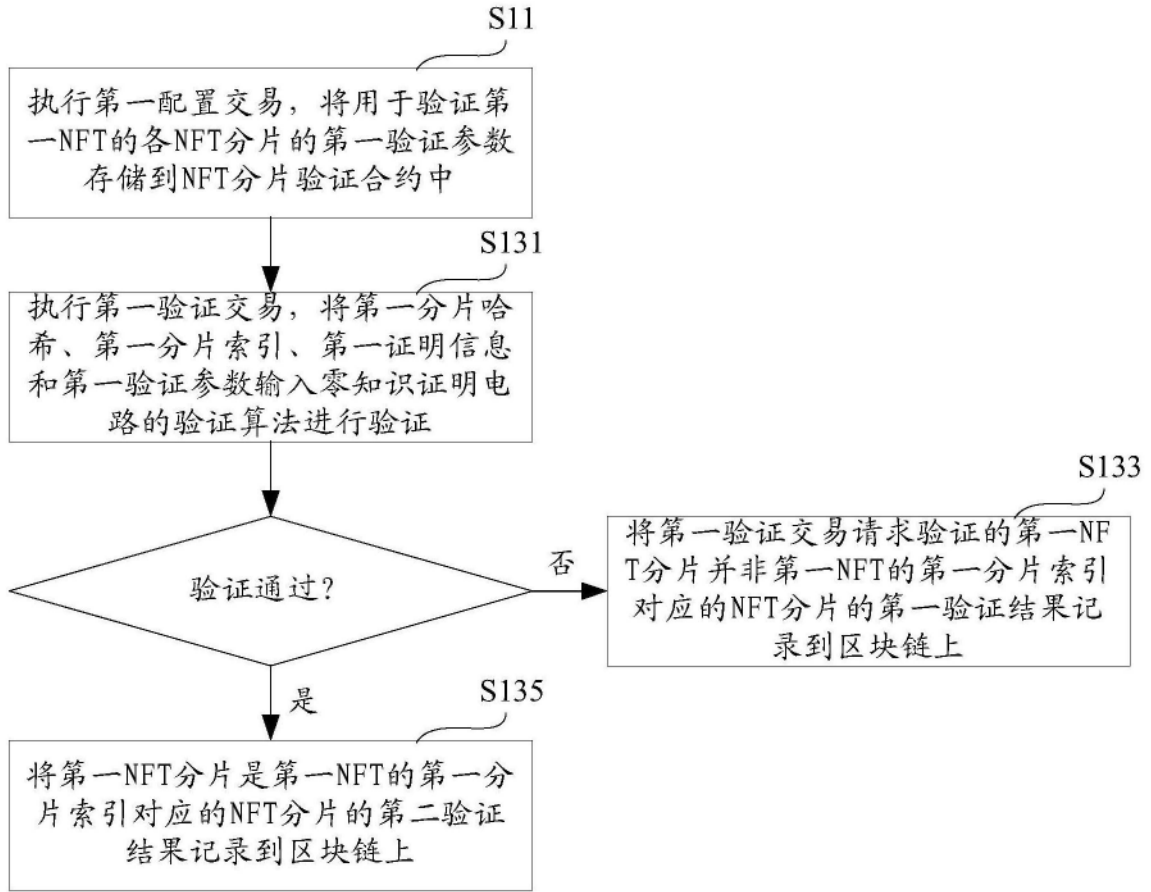 S11
执行第一配置交易，将用于验证第
一NFT的各NFT分片的第一验证参数
存储到NFT分片验证合约中
S131
执行第一验证交易，将第一分片哈
希、第一分片索引、第一证明信息
和第一验证参数输入零知识证明电
路的验证算法进行验证
验证通过？
否
S133
将第一验证交易请求验证的第一NF
T分片并非第一NFT的第一分片索引
对应的NFT分片的第一验证结果记
录到区块链上
是
S135
将第一NFT分片是第一NFT的第一分
片索引对应的NFT分片的第二验证
结果记录到区块链上